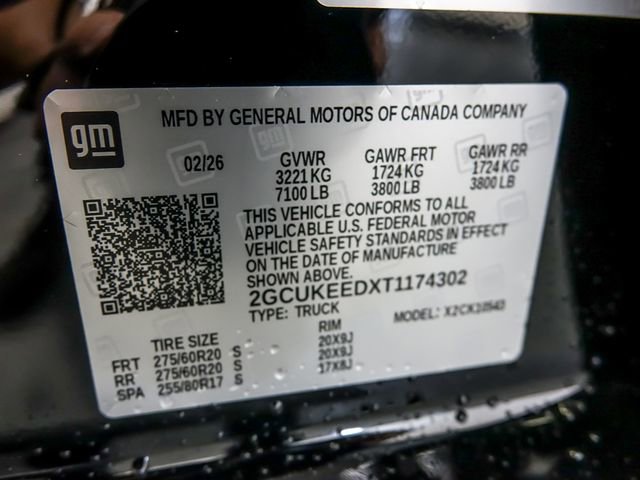 gm
MFD BY GENERAL MOTORS OF CANADA COMPANY
02/26 GVWR GAWR FRT GAWR RR
3221 KG 1724 KG 1724 KG
7100 LB 3800 LB 3800 LB
THIS VEHICLE CONFORMS TO ALL
APPLICABLE U.S. FEDERAL MOTOR
VEHICLE SAFETY STANDARDS IN EFFECT
ON THE DATE OF MANUFACTURE
SHOWN ABOVE.
2GCUKEEDXT1174302
TYPE: TRUCK MODEL: X2CK10543
TIRE SIZE RIM
FRT 275/60R20 S 20X9J
RR 275/60R20 S 20X9J
SPA 255/80R17 S 17X8J